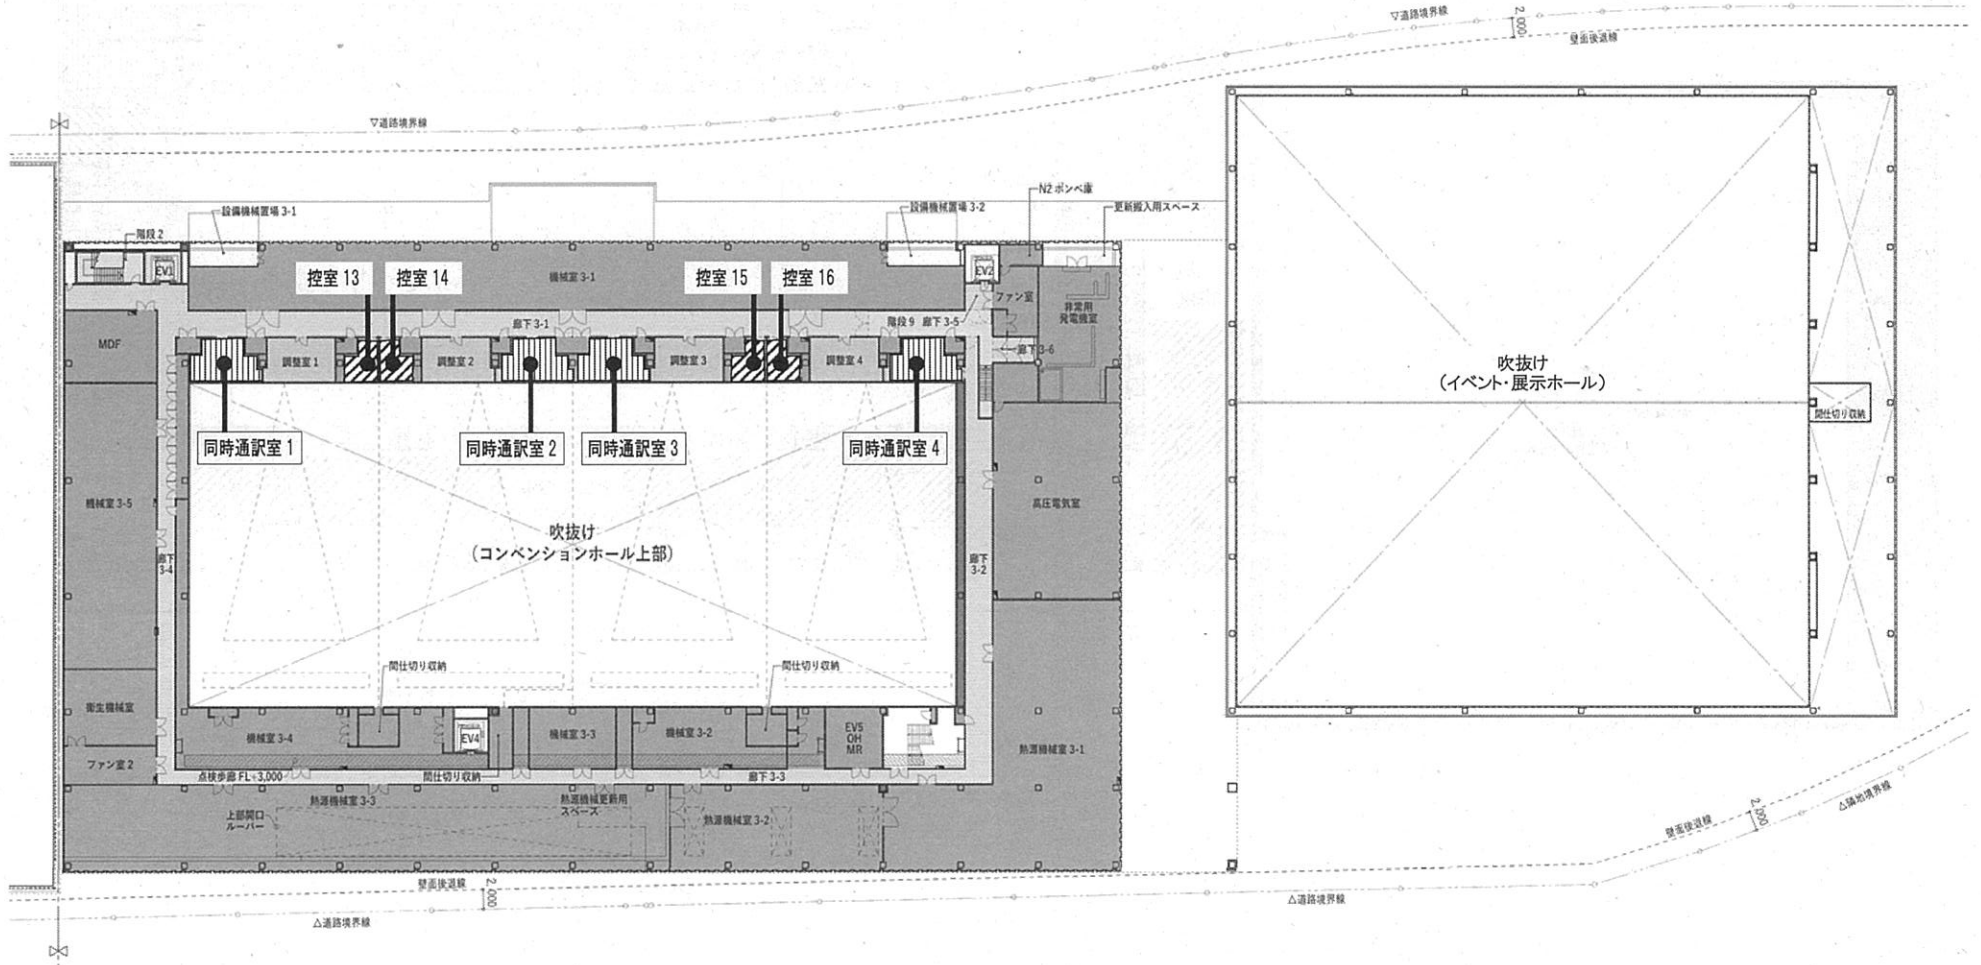 ▽道路境界線
2,000
壁面後退線
▽道路境界線
N2 ボンベ庫
設備機械置場 3-1
設備機械置場 3-2
更新搬入用スペース
階段 2
EV1
控室 13
控室 14
機械室 3-1
控室 15
控室 16
EV2
ファン室
非常用
発電機室
廊下 3-1
階段 9
廊下 3-5
MDF
調整室 1
調整室 2
調整室 3
調整室 4
廊下 3-6
吹抜け
(イベント・展示ホール)
間仕切り収納
同時通訳室 1
同時通訳室 2
同時通訳室 3
同時通訳室 4
機械室 3-5
高圧電気室
吹抜け
(コンベンションホール上部)
廊下
3-4
廊下
3-2
間仕切り収納
間仕切り収納
衛生機械室
機械室 3-4
EV4
機械室 3-3
機械室 3-2
EV5
OH
MR
熱源機械室 3-1
ファン室 2
点検歩廊 FL+3,000
間仕切り収納
廊下 3-3
熱源機械室 3-3
熱源機械更新用
スペース
上部開口
ルーバー
熱源機械室 3-2
2,000
壁面後退線
△隣地境界線
壁面後退線
2,000
△道路境界線
△道路境界線